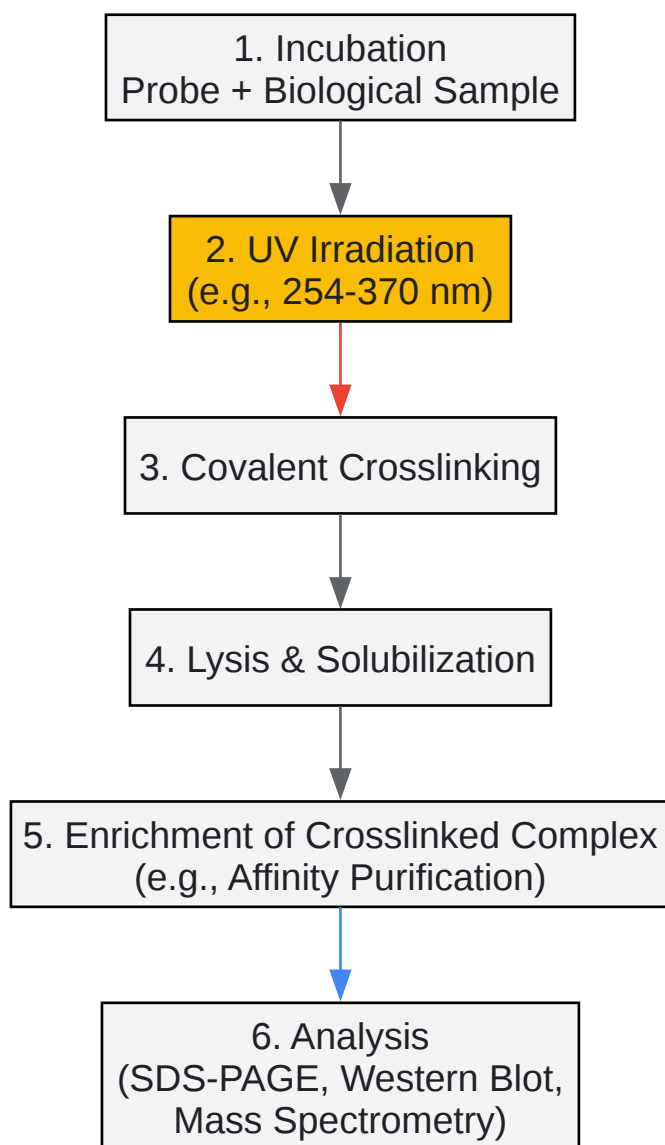 1. Incubation
Probe + Biological Sample
2. UV Irradiation
(e.g., 254-370 nm)
3. Covalent Crosslinking
4. Lysis & Solubilization
5. Enrichment of Crosslinked Complex
(e.g., Affinity Purification)
6. Analysis
(SDS-PAGE, Western Blot,
Mass Spectrometry)